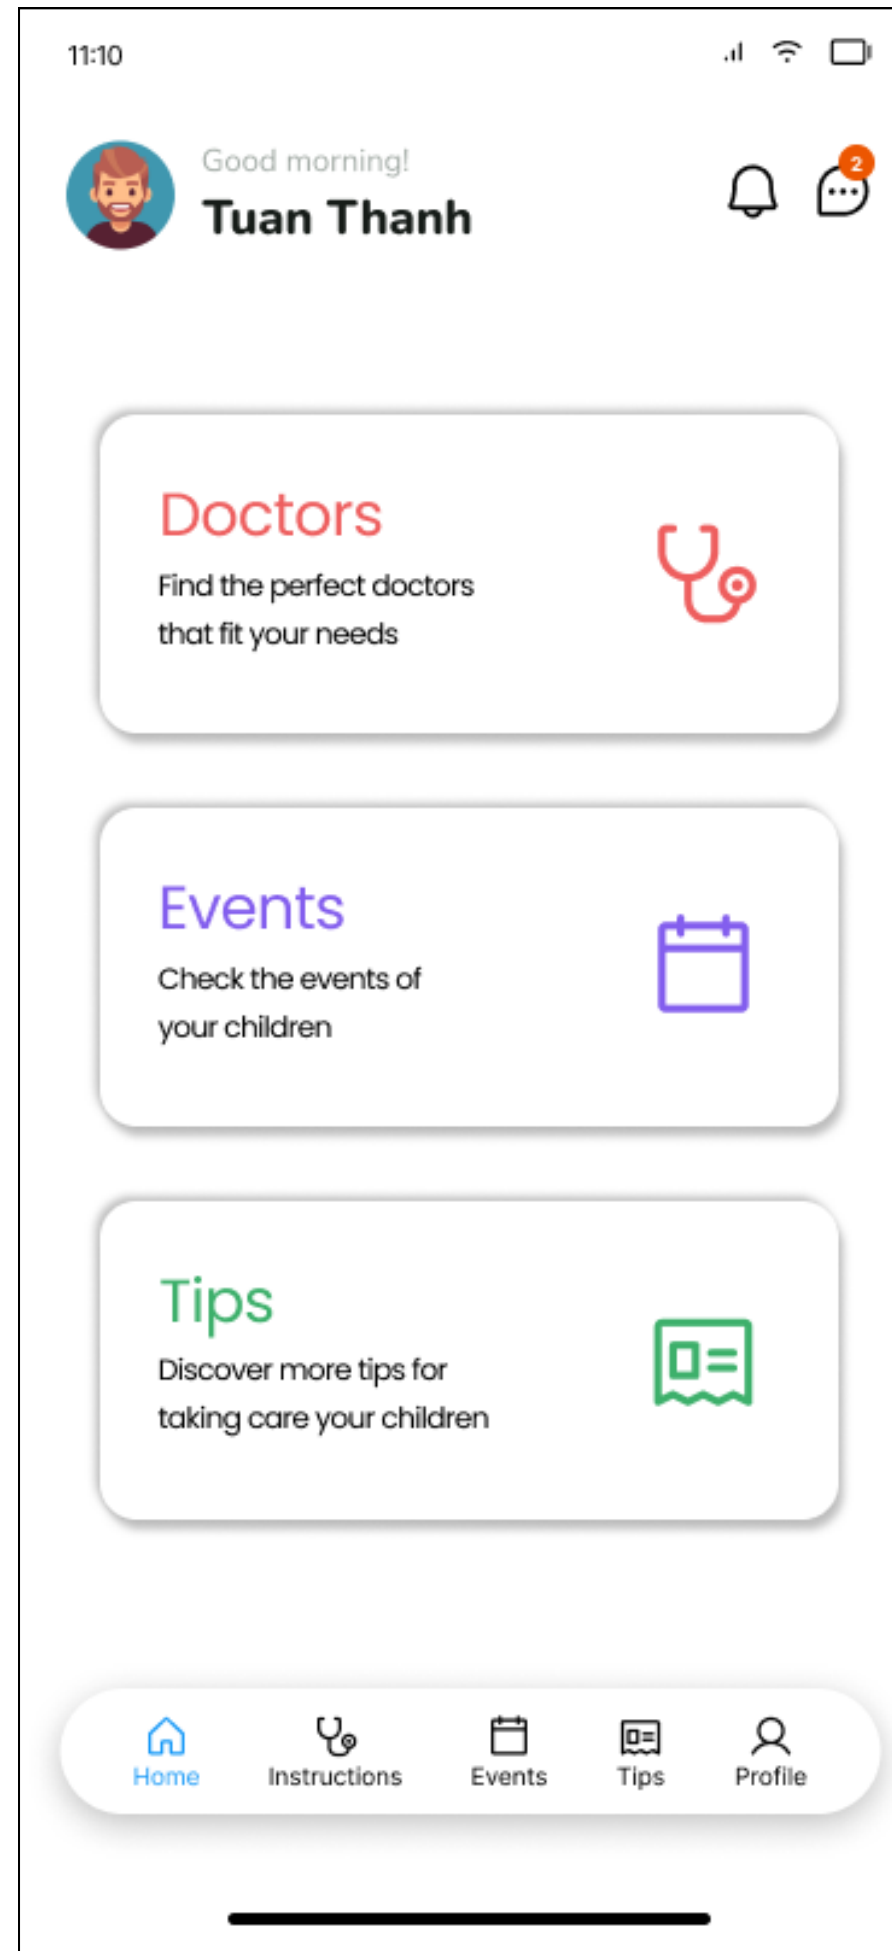 11:10
Good morning!
Tuan Thanh
2
Doctors
Find the perfect doctors
that fit your needs
Events
Check the events of
your children
Tips
Discover more tips for
taking care your children
Home Instructions Events Tips Profile